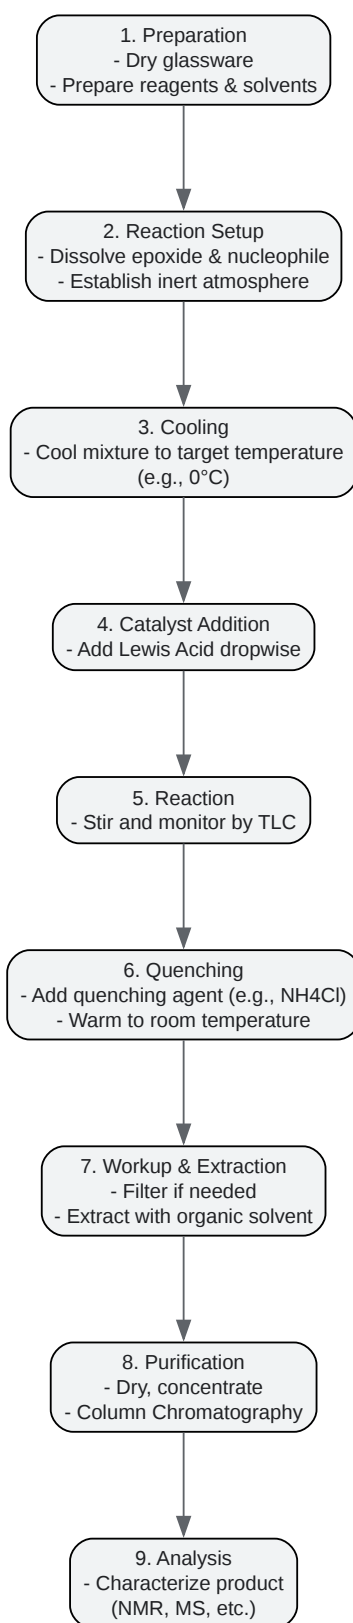 1. Preparation
- Dry glassware
- Prepare reagents & solvents
2. Reaction Setup
- Dissolve epoxide & nucleophile
- Establish inert atmosphere
3. Cooling
- Cool mixture to target temperature
(e.g., 0°C)
4. Catalyst Addition
- Add Lewis Acid dropwise
5. Reaction
- Stir and monitor by TLC
6. Quenching
- Add quenching agent (e.g., NH4Cl)
- Warm to room temperature
7. Workup & Extraction
- Filter if needed
- Extract with organic solvent
8. Purification
- Dry, concentrate
- Column Chromatography
9. Analysis
- Characterize product
(NMR, MS, etc.)